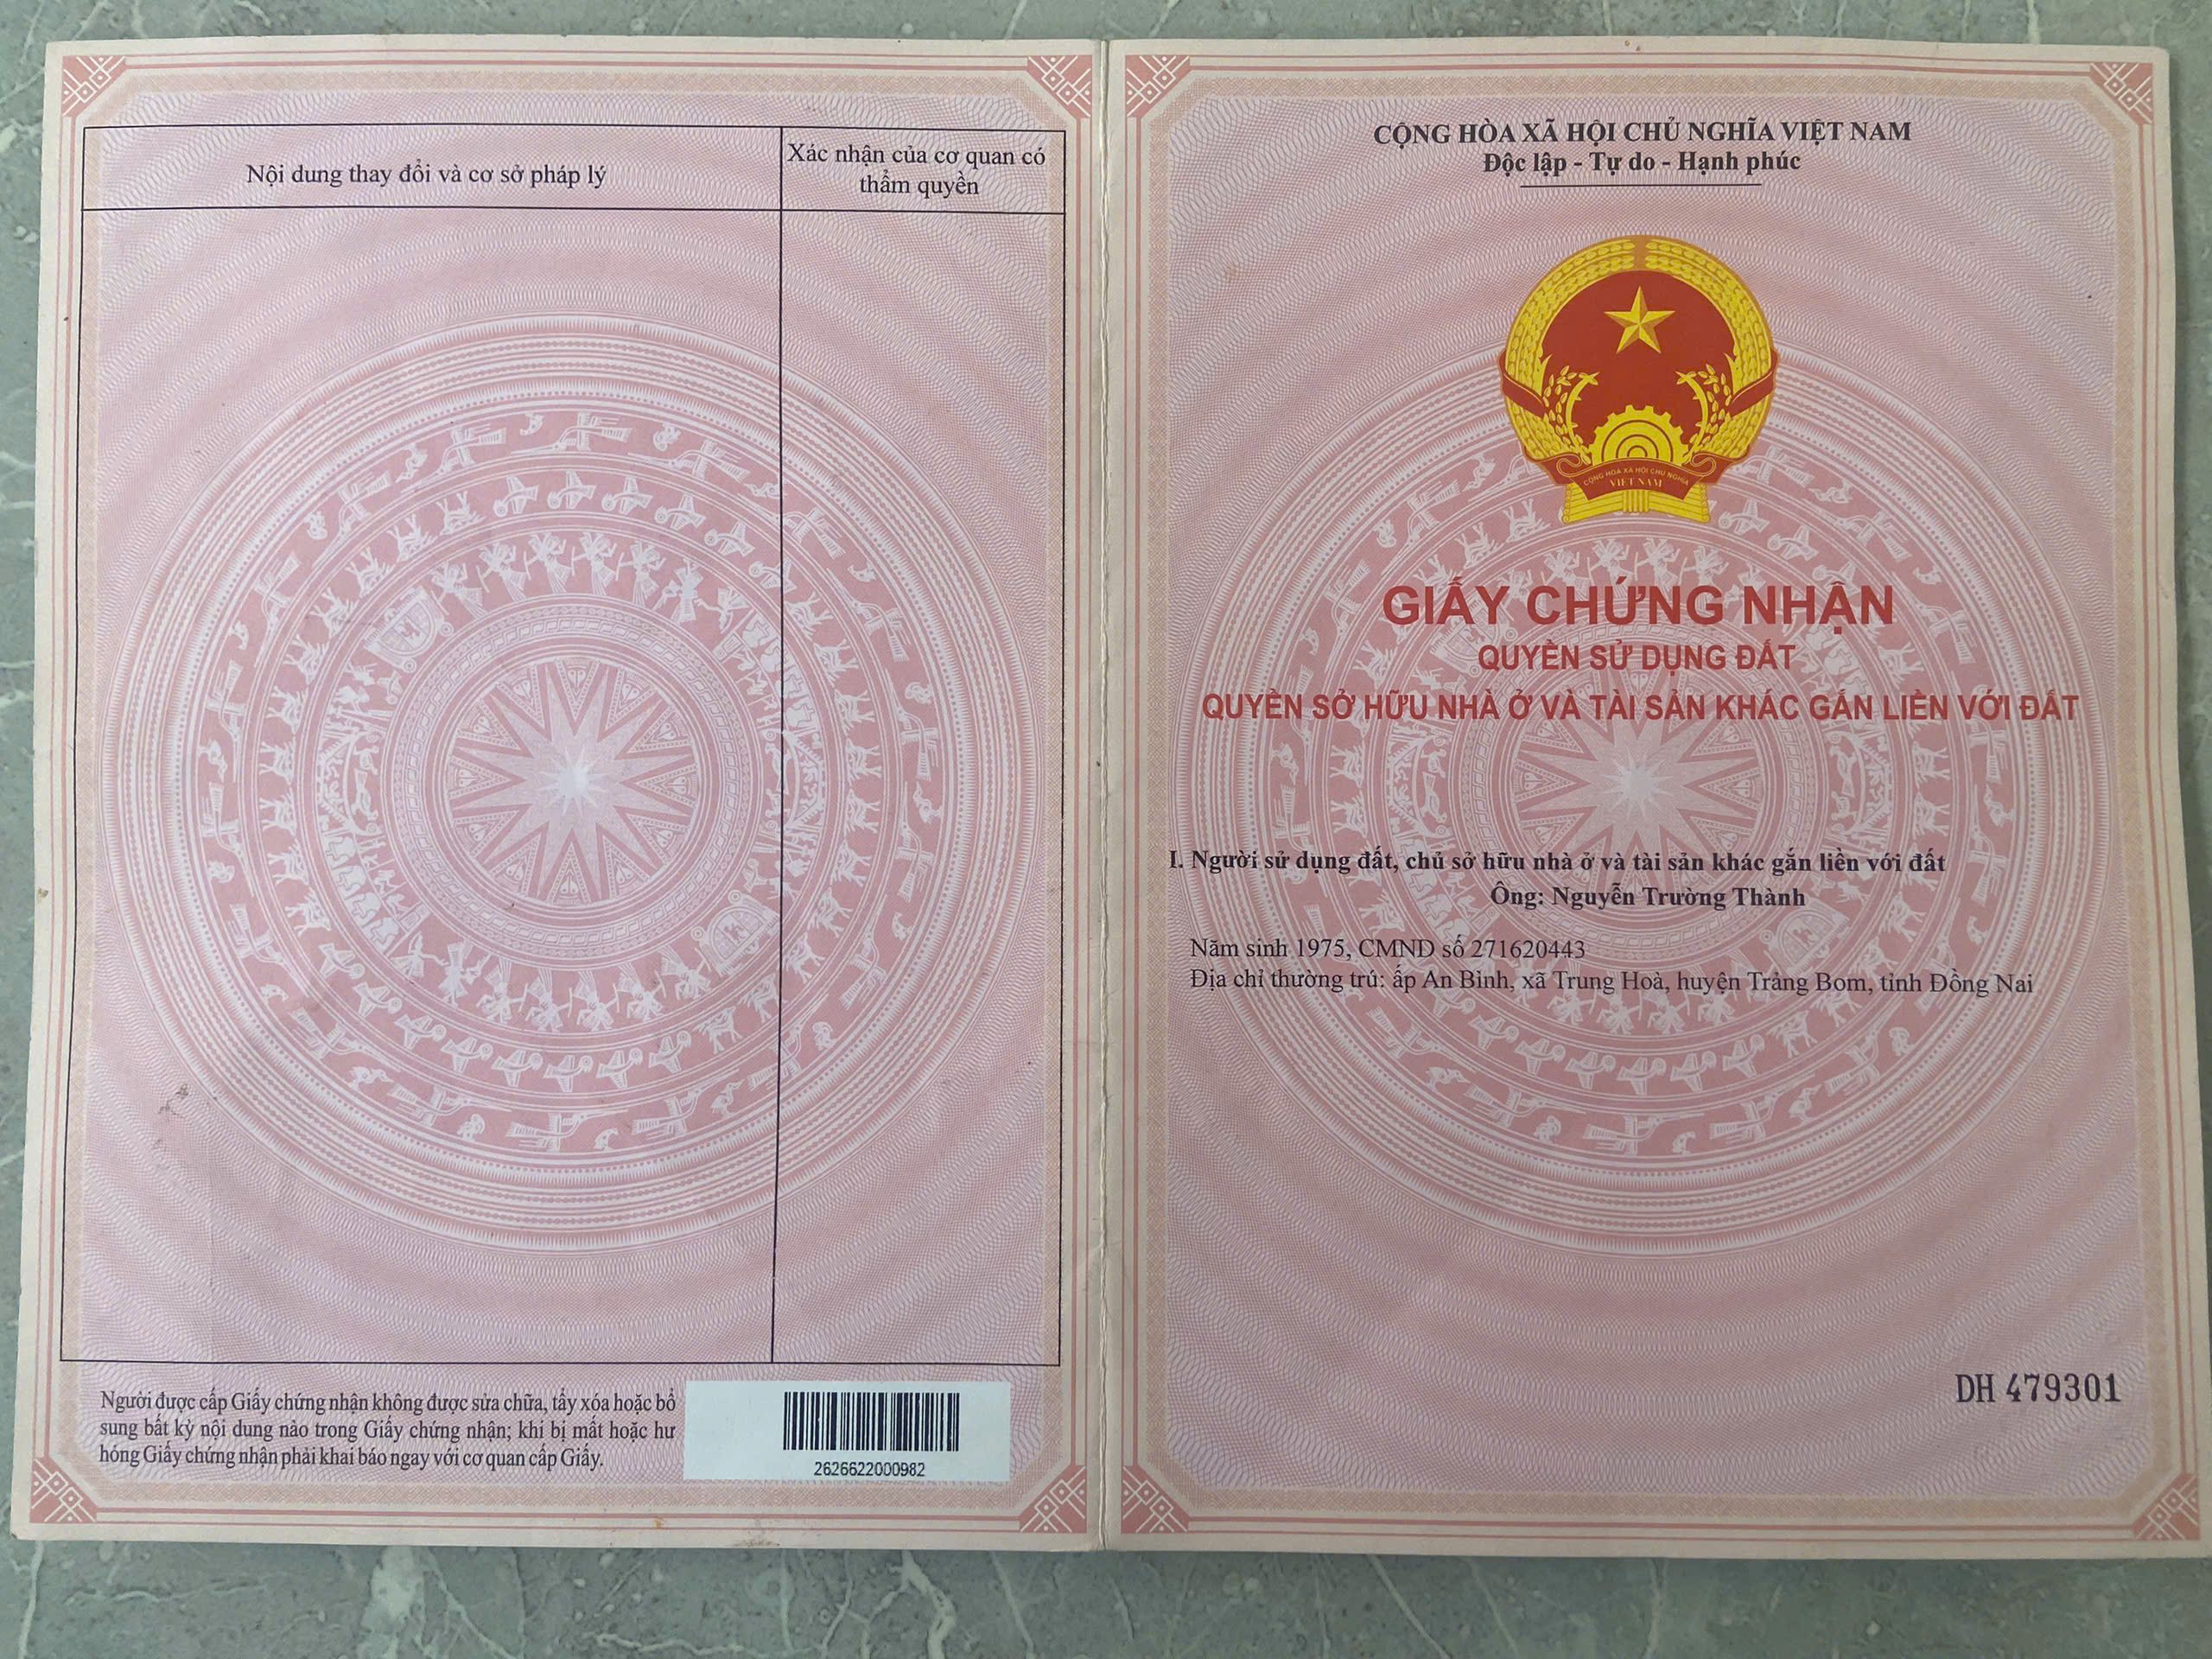 Nội dung thay đổi và cơ sở pháp lý
Xác nhận của cơ quan có
thẩm quyền
Người được cấp Giấy chứng nhận không được sửa chữa, tẩy xóa hoặc bổ
sung bất kỳ nội dung nào trong Giấy chứng nhận; khi bị mất hoặc hư
hỏng Giấy chứng nhận phải khai báo ngay với cơ quan cấp Giấy.
2626622000982
CỘNG HÒA XÃ HỘI CHỦ NGHĨA VIỆT NAM
Độc lập - Tự do - Hạnh phúc
CỘNG HÒA XÃ HỘI CHỦ NGHĨA
VIỆT NAM
GIẤY CHỨNG NHẬN
QUYỀN SỬ DỤNG ĐẤT
QUYỀN SỞ HỮU NHÀ Ở VÀ TÀI SẢN KHÁC GẮN LIỀN VỚI ĐẤT
I. Người sử dụng đất, chủ sở hữu nhà ở và tài sản khác gắn liền với đất
Ông: Nguyễn Trường Thành
Năm sinh 1975, CMND số 271620443
Địa chỉ thường trú: ấp An Bình, xã Trung Hoà, huyện Trảng Bom, tỉnh Đồng Nai
DH 479301